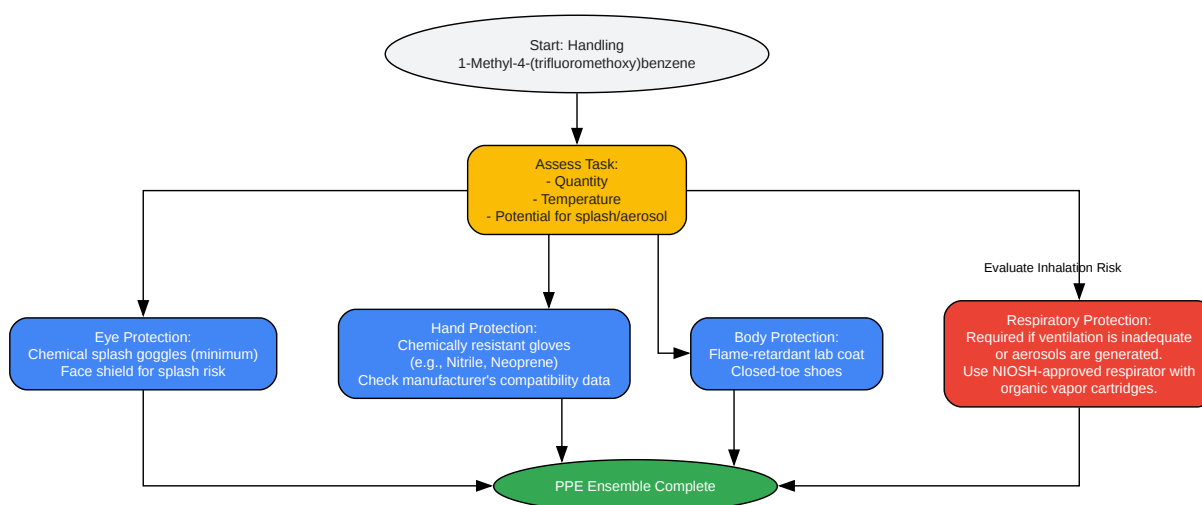 Start: Handling
1-Methyl-4-(trifluoromethoxy)benzene
Assess Task:
- Quantity
- Temperature
- Potential for splash/aerosol
Evaluate Inhalation Risk
Eye Protection:
Chemical splash goggles (minimum)
Face shield for splash risk
Hand Protection:
Chemically resistant gloves
(e.g., Nitrile, Neoprene)
Check manufacturer's compatibility data
Body Protection:
Flame-retardant lab coat
Closed-toe shoes
Respiratory Protection:
Required if ventilation is inadequate
or aerosols are generated.
Use NIOSH-approved respirator with
organic vapor cartridges.
PPE Ensemble Complete